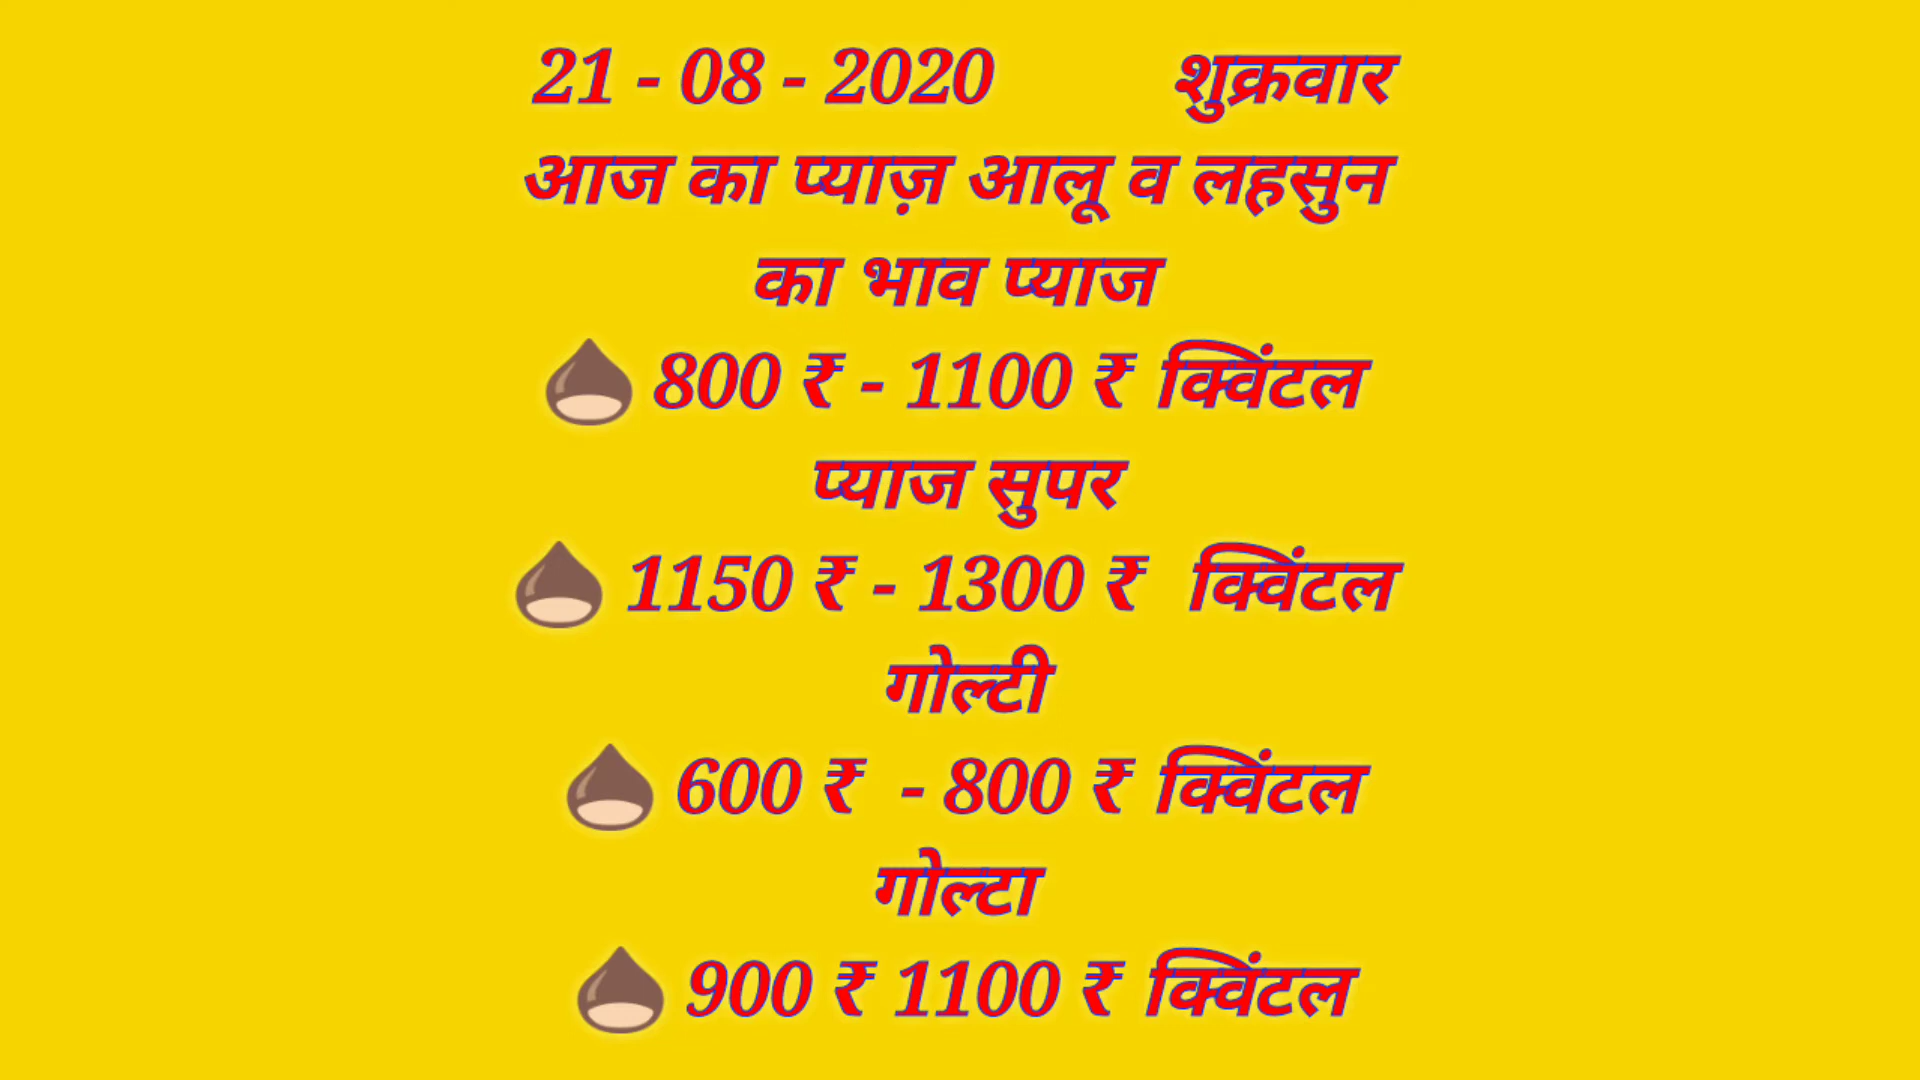 21 - 08 - 2020 शुक्रवार
आज का प्याज़ आलू व लहसुन
का भाव प्याज
🌰 800 ₹ - 1100 ₹ क्विंटल
प्याज सुपर
🌰 1150 ₹ - 1300 ₹ क्विंटल
गोल्टी
🌰 600 ₹ - 800 ₹ क्विंटल
गोल्टा
🌰 900 ₹ 1100 ₹ क्विंटल